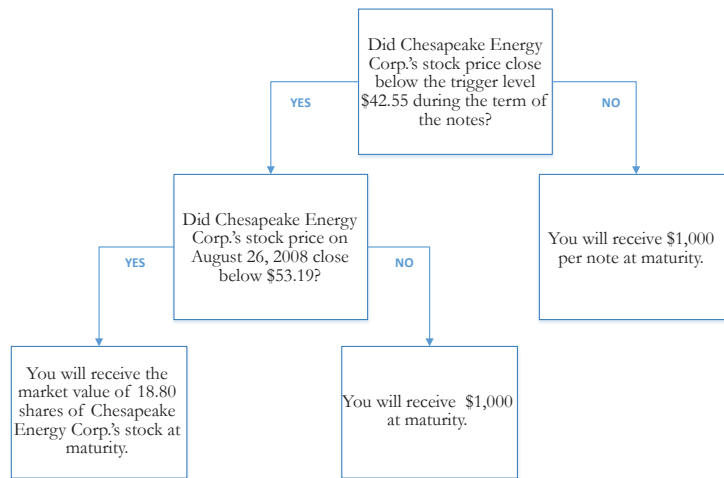 Did Chesapeake Energy
Corp.'s stock price close
below the trigger level
$42.55 during the term of
the notes?
YES
NO
Did Chesapeake Energy
Corp.'s stock price on
August 26, 2008 close
below $53.19?
You will receive $1,000
per note at maturity.
YES
NO
You will receive the
market value of 18.80
shares of Chesapeake
Energy Corp.'s stock at
maturity.
You will receive $1,000
at maturity.